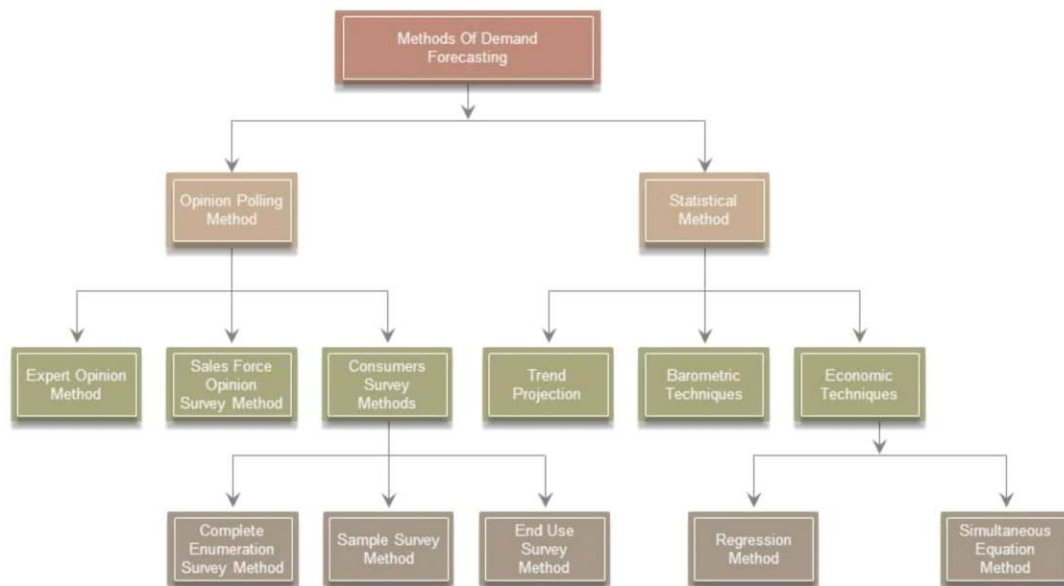 Methods Of Demand
Forecasting
Opinion Polling
Method
Statistical
Method
Expert Opinion
Method
Sales Force
Opinion
Survey Method
Consumers
Survey
Methods
Trend
Projection
Barometric
Techniques
Economic
Techniques
Complete
Enumeration
Survey Method
Sample Survey
Method
End Use
Survey
Method
Regression
Method
Simultaneous
Equation
Method